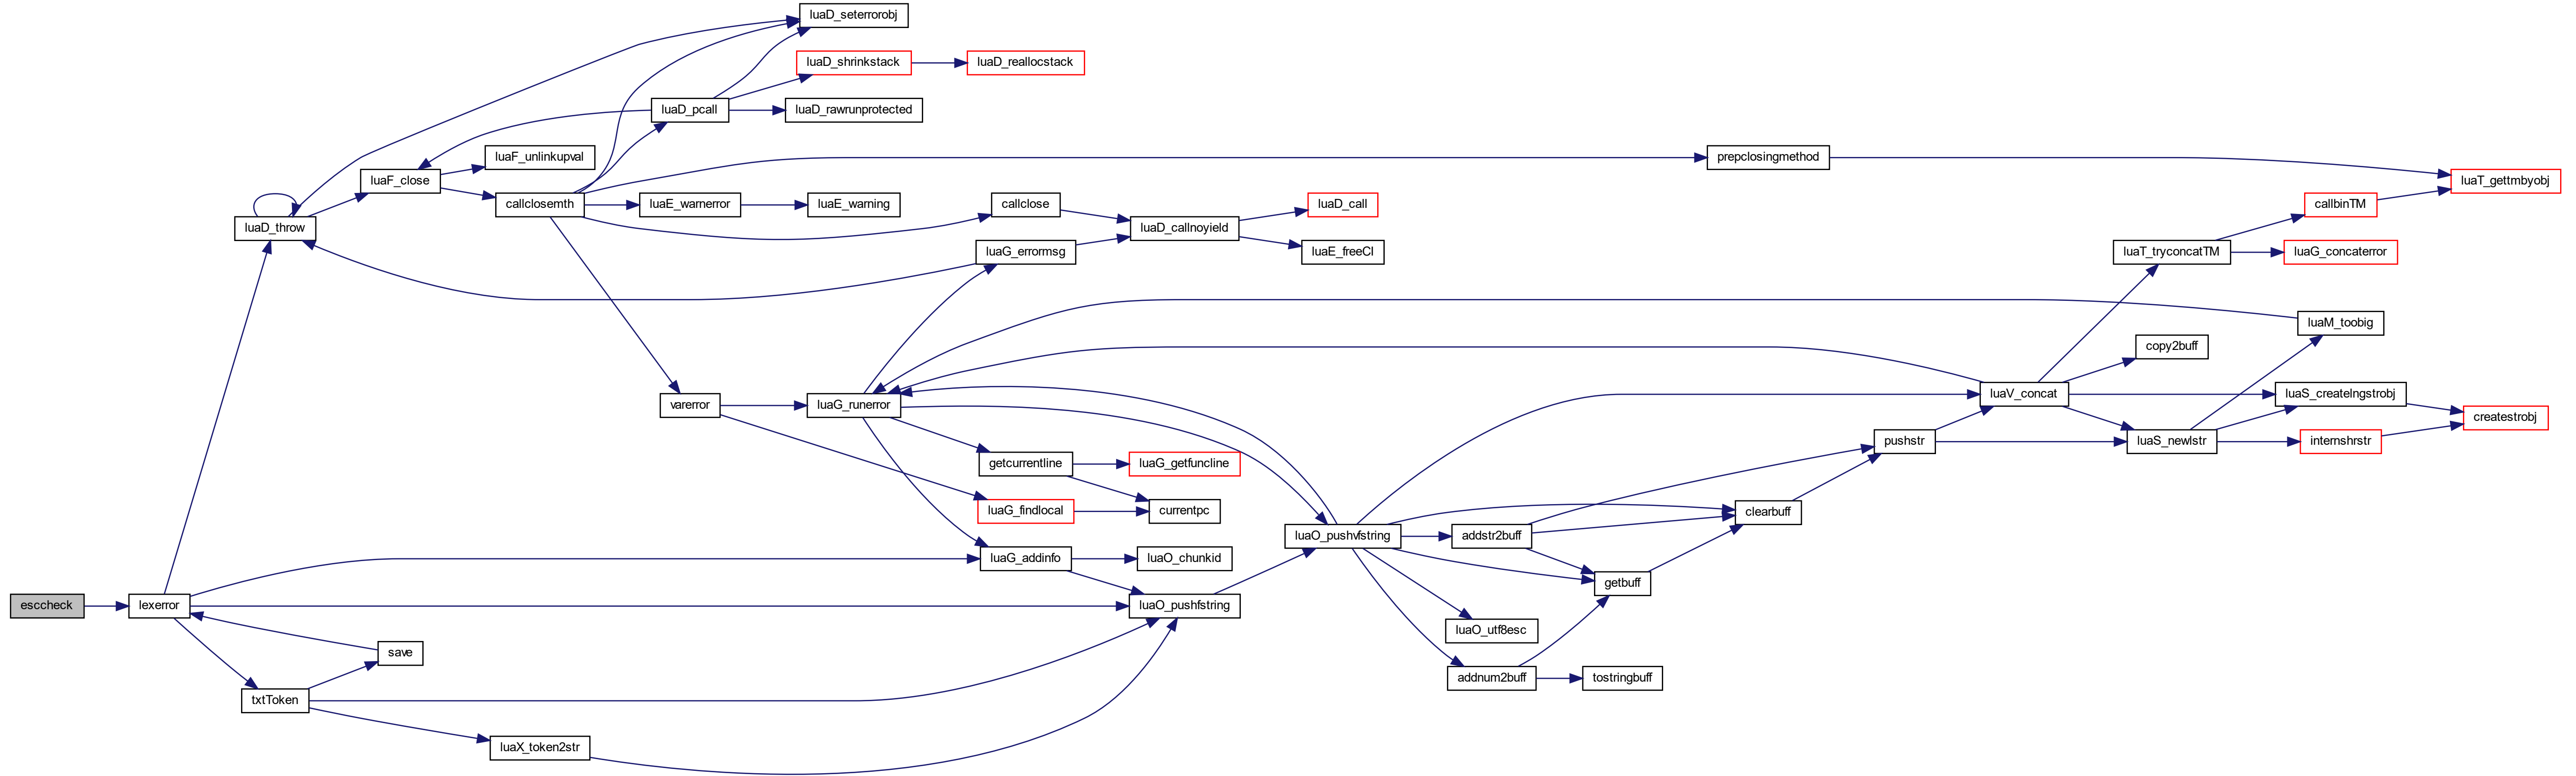 luaD_seterrorobj
luaD_shrinkstack
luaD_reallocstack
luaD_pcall
luaD_rawrunprotected
luaF_unlinkupval
prepclosingmethod
luaF_close
luaT_gettmbyobj
callclosemth
luaE_warnerror
luaE_warning
callclose
luaD_call
callbinTM
luaD_throw
luaD_callnoyield
luaG_errormsg
luaE_freeCI
luaT_tryconcatTM
luaG_concaterror
luaM_toobig
copy2buff
varerror
luaG_runerror
luaV_concat
luaS_createlngstrobj
createstrobj
pushstr
luaS_newlstr
internshrstr
getcurrentline
luaG_getfuncline
luaG_findlocal
currentpc
clearbuff
luaO_pushvfstring
addstr2buff
luaG_addinfo
luaO_chunkid
getbuff
esccheck
lexerror
luaO_pushfstring
luaO_utf8esc
save
addnum2buff
tostringbuff
txtToken
luaX_token2str